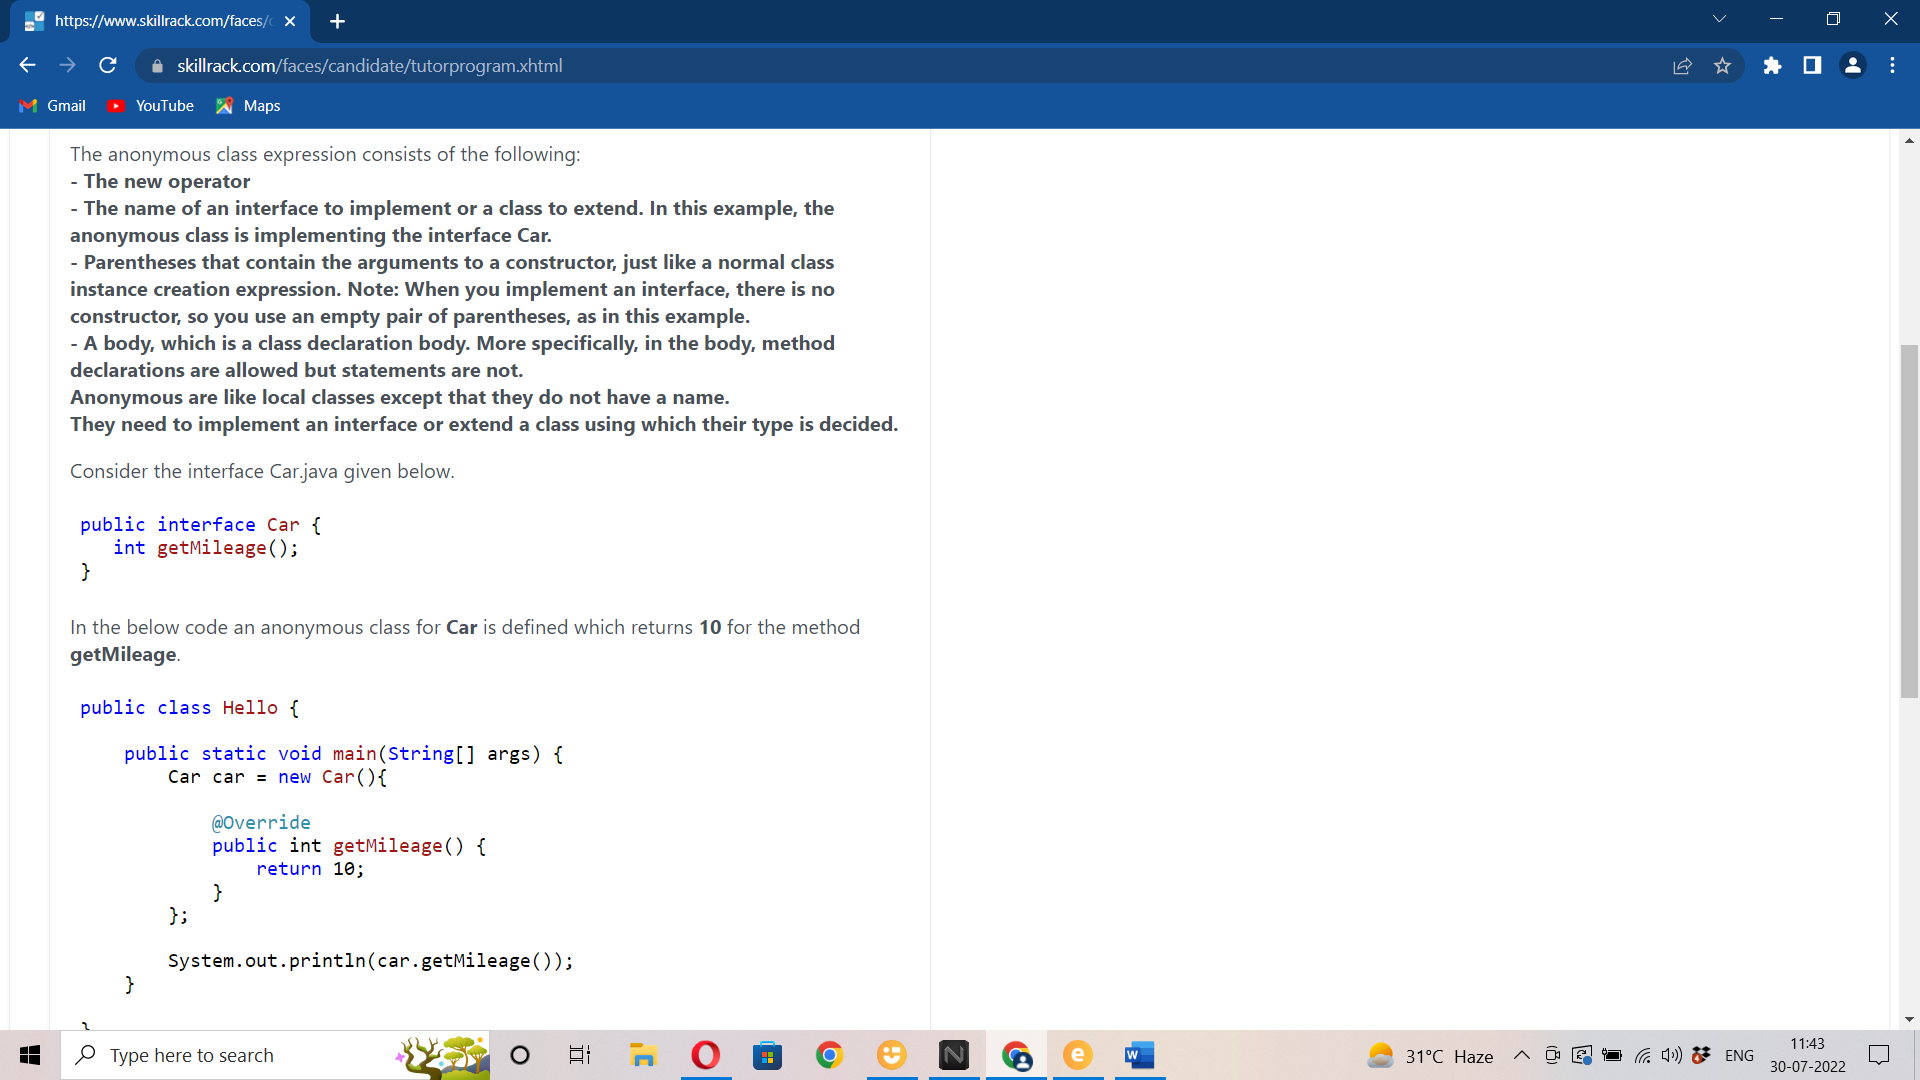 https://www.skillrack.com/faces/c
skillrack.com/faces/candidate/tutorprogram.xhtml
Gmail YouTube Maps
The anonymous class expression consists of the following:
- The new operator
- The name of an interface to implement or a class to extend. In this example, the
anonymous class is implementing the interface Car.
- Parentheses that contain the arguments to a constructor, just like a normal class
instance creation expression. Note: When you implement an interface, there is no
constructor, so you use an empty pair of parentheses, as in this example.
- A body, which is a class declaration body. More specifically, in the body, method
declarations are allowed but statements are not.
Anonymous are like local classes except that they do not have a name.
They need to implement an interface or extend a class using which their type is decided.
Consider the interface Car.java given below.
public interface Car {
int getMileage();
}
In the below code an anonymous class for Car is defined which returns 10 for the method
getMileage.
public class Hello {
public static void main(String[] args) {
Car car = new Car(){
@Override
public int getMileage() {
return 10;
}
};
System.out.println(car.getMileage());
}
}
Type here to search
31°C Haze
ENG
11:43
30-07-2022